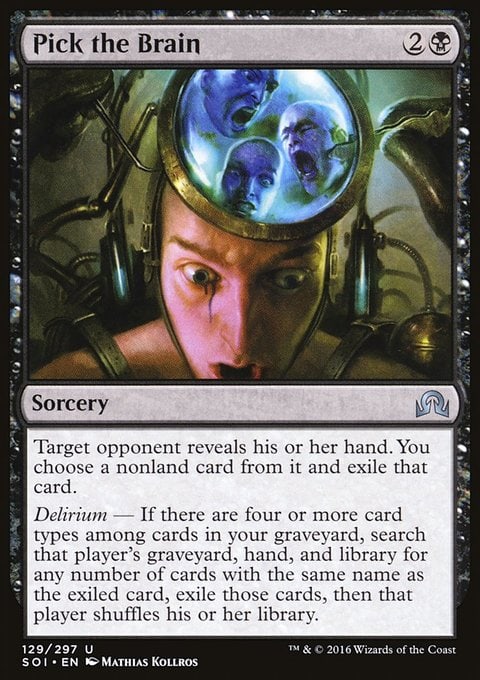 Pick the Brain 2
Sorcery
Target opponent reveals his or her hand. You
choose a nonland card from it and exile that
card.
Delirium — If there are four or more card
types among cards in your graveyard, search
that player's graveyard, hand, and library for
any number of cards with the same name as
the exiled card, exile those cards, then that
player shuffles his or her library.
129/297 U
SOI • EN Mathias Kollros
™ & © 2016 Wizards of the Coast